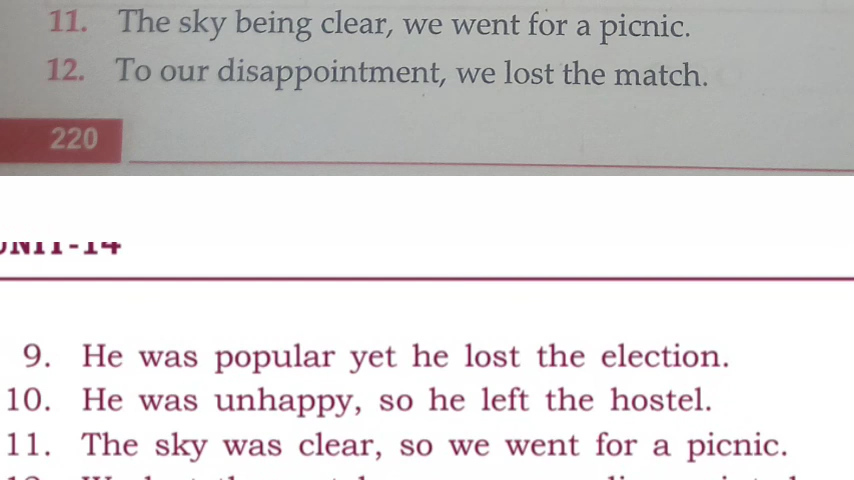 11. The sky being clear, we went for a picnic.
12. To our disappointment, we lost the match.
220
UNIT-14
9. He was popular yet he lost the election.
10. He was unhappy, so he left the hostel.
11. The sky was clear, so we went for a picnic.